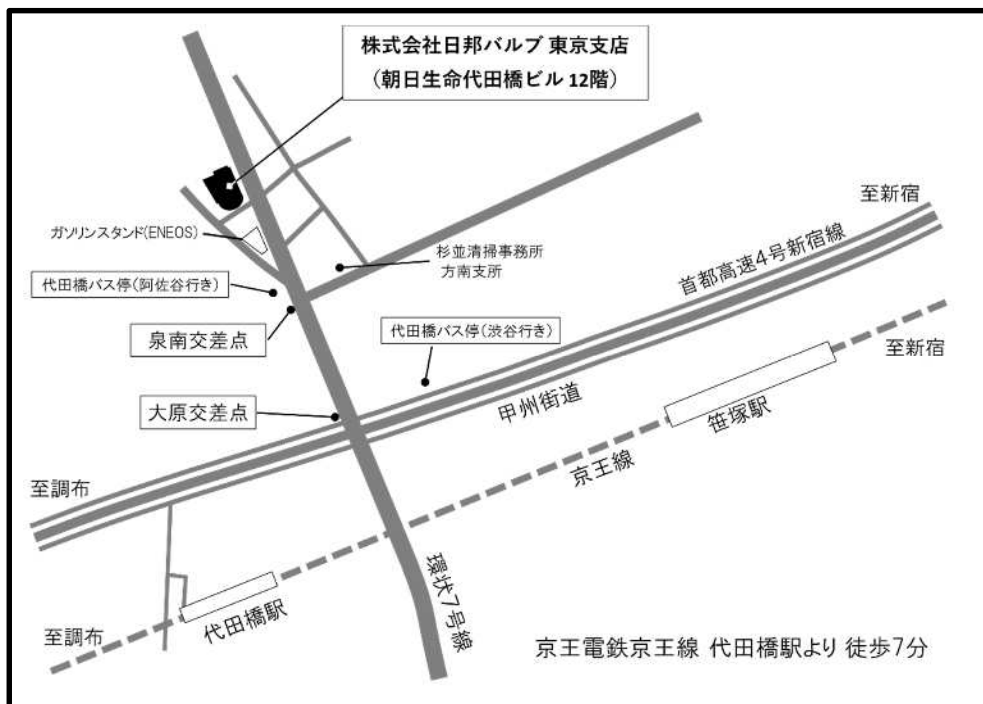 株式会社日邦バルブ 東京支店
（朝日生命代田橋ビル 12階）
ガソリンスタンド(ENEOS)
代田橋バス停（阿佐谷行き）
泉南交差点
大原交差点
杉並清掃事務所
方南支所
代田橋バス停（渋谷行き）
首都高速4号新宿線
至新宿
至新宿
甲州街道
笹塚駅
京王線
至調布
環状7号線
代田橋駅
至調布
京王電鉄京王線 代田橋駅より 徒歩7分